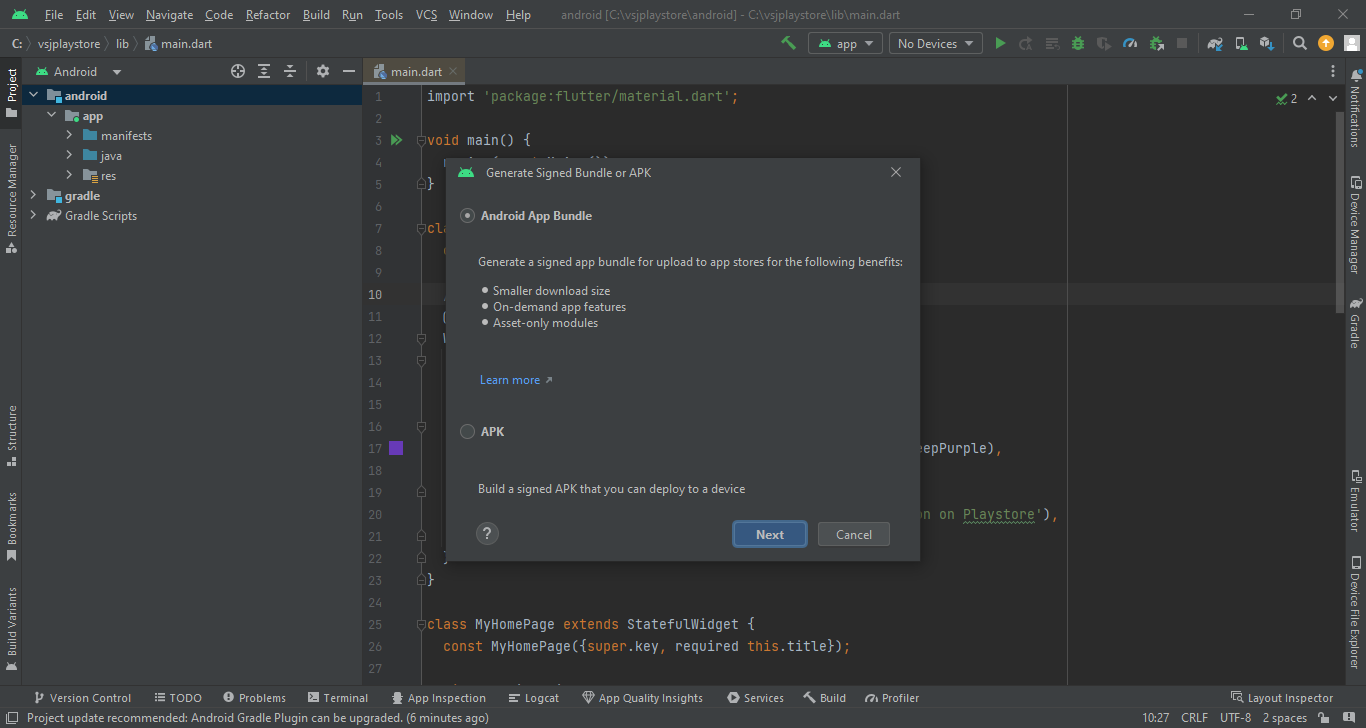 File Edit View Navigate Code Refactor Build Run Tools VCS Window Help android [C:\vsjplaystore\android] - C:\vsjplaystore\lib\main.dart
C: vsjplaystore lib main.dart app No Devices
Project
Resource Manager
Structure
Bookmarks
Build Variants
Android
android
app
manifests
java
res
gradle
Gradle Scripts
main.dart
2
1 import 'package:flutter/material.dart';
2
3 void main() {
4
5 }
6
7 cla
8
9
10
11
12
13
14
15
16
17 eepPurple),
18
19
20 on on Playstore'),
21
22 }
23 }
24
25 class MyHomePage extends StatefulWidget {
26 const MyHomePage({super.key, required this.title});
27
Generate Signed Bundle or APK
Android App Bundle
Generate a signed app bundle for upload to app stores for the following benefits:
• Smaller download size
• On-demand app features
• Asset-only modules
Learn more ↗
APK
Build a signed APK that you can deploy to a device
? Next Cancel
Notifications
Device Manager
Gradle
Emulator
Device File Explorer
Version Control TODO Problems Terminal App Inspection Logcat App Quality Insights Services Build Profiler Layout Inspector
Project update recommended: Android Gradle Plugin can be upgraded. (6 minutes ago) 10:27 CRLF UTF-8 2 spaces